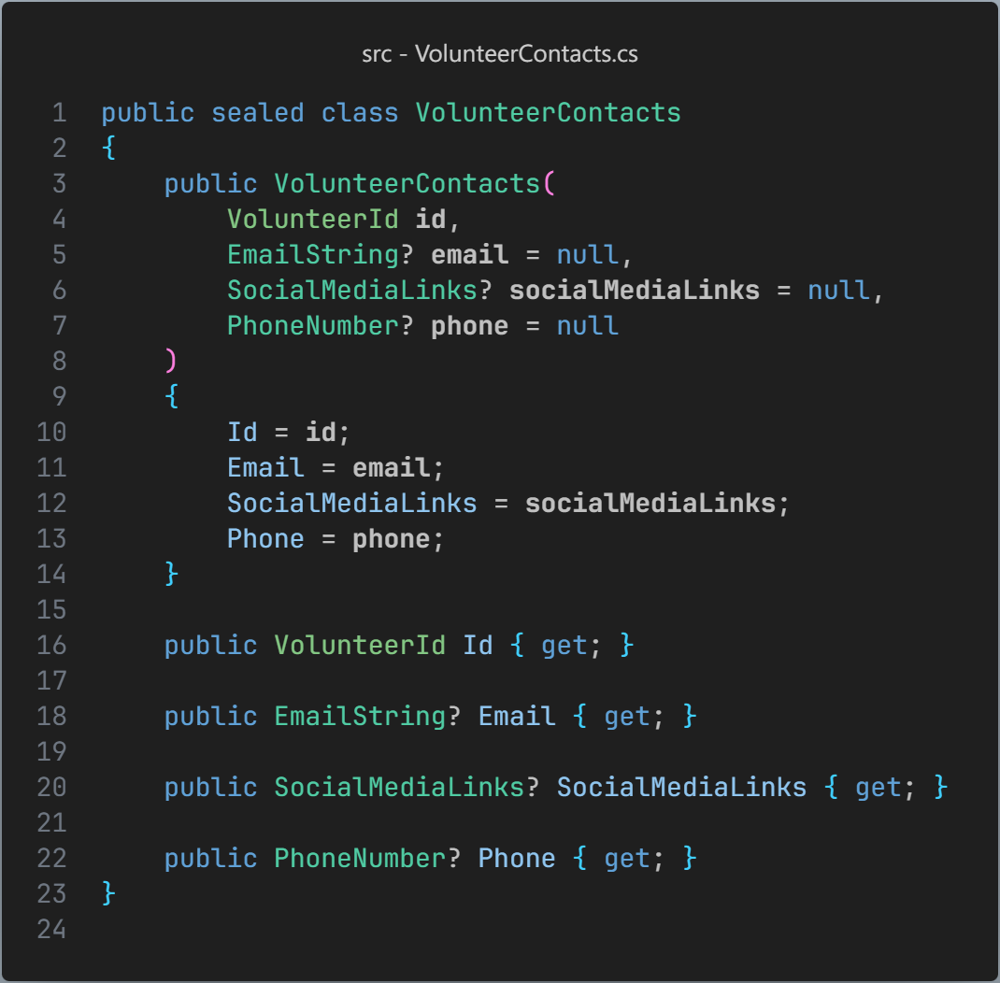 src - VolunteerContacts.cs
1 public sealed class VolunteerContacts
2 {
3     public VolunteerContacts(
4         VolunteerId id,
5         EmailString? email = null,
6         SocialMediaLinks? socialMediaLinks = null,
7         PhoneNumber? phone = null
8     )
9     {
10         Id = id;
11         Email = email;
12         SocialMediaLinks = socialMediaLinks;
13         Phone = phone;
14     }
15
16     public VolunteerId Id { get; }
17
18     public EmailString? Email { get; }
19
20     public SocialMediaLinks? SocialMediaLinks { get; }
21
22     public PhoneNumber? Phone { get; }
23 }
24